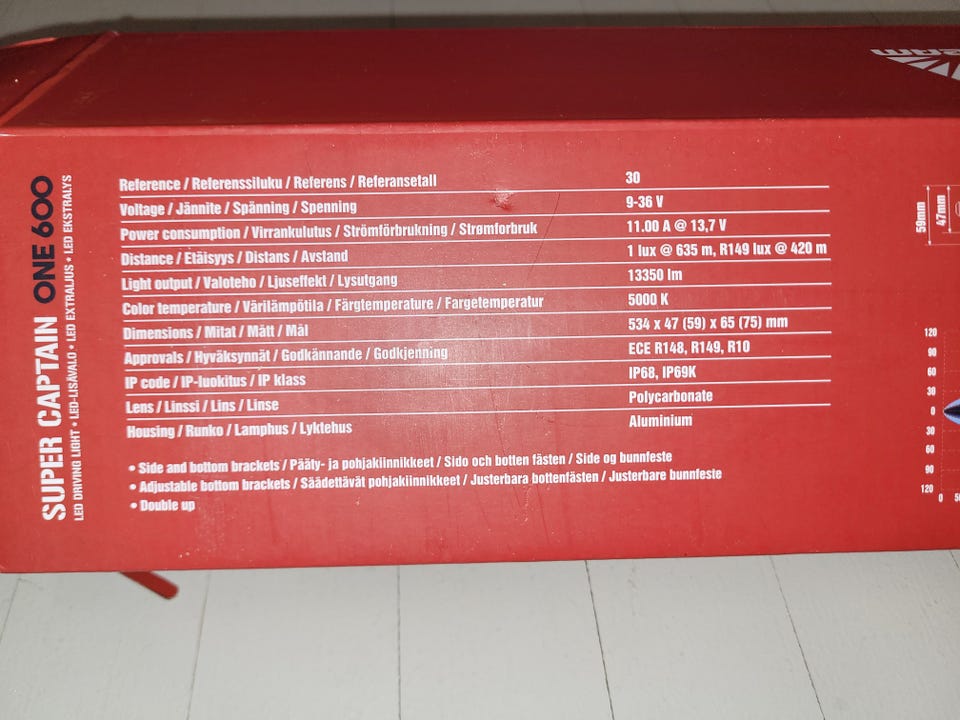 SUPER CAPTAIN ONE 600
LED DRIVING LIGHT • LED-LISÄVALO • LED EXTRALJUS • LED EKSTRALYS
Reference / Referenssiluku / Referens / Referansetall 30
Voltage / Jännite / Spänning / Spenning 9-36 V
Power consumption / Virrankulutus / Strömförbrukning / Strømforbruk 11.00 A @ 13,7 V
Distance / Etäisyys / Distans / Avstand 1 lux @ 635 m, R149 lux @ 420 m
Light output / Valoteho / Ljuseffekt / Lysutgang 13350 lm
Color temperature / Värilämpötila / Färgtemperature / Fargetemperatur 5000 K
Dimensions / Mitat / Mått / Mål 534 x 47 (59) x 65 (75) mm
Approvals / Hyväksynnät / Godkännande / Godkjenning ECE R148, R149, R10
IP code / IP-luokitus / IP klass IP68, IP69K
Lens / Linssi / Lins / Linse Polycarbonate
Housing / Runko / Lamphus / Lyktehus Aluminium
• Side and bottom brackets / Pääty- ja pohjakiinnikkeet / Sido och botten fästen / Side og bunnfeste
• Adjustable bottom brackets / Säädettävät pohjakiinnikkeet / Justerbara bottenfästen / Justerbare bunnfeste
• Double up
59mm
47mm
120
90
60
30
0
30
60
90
120
0